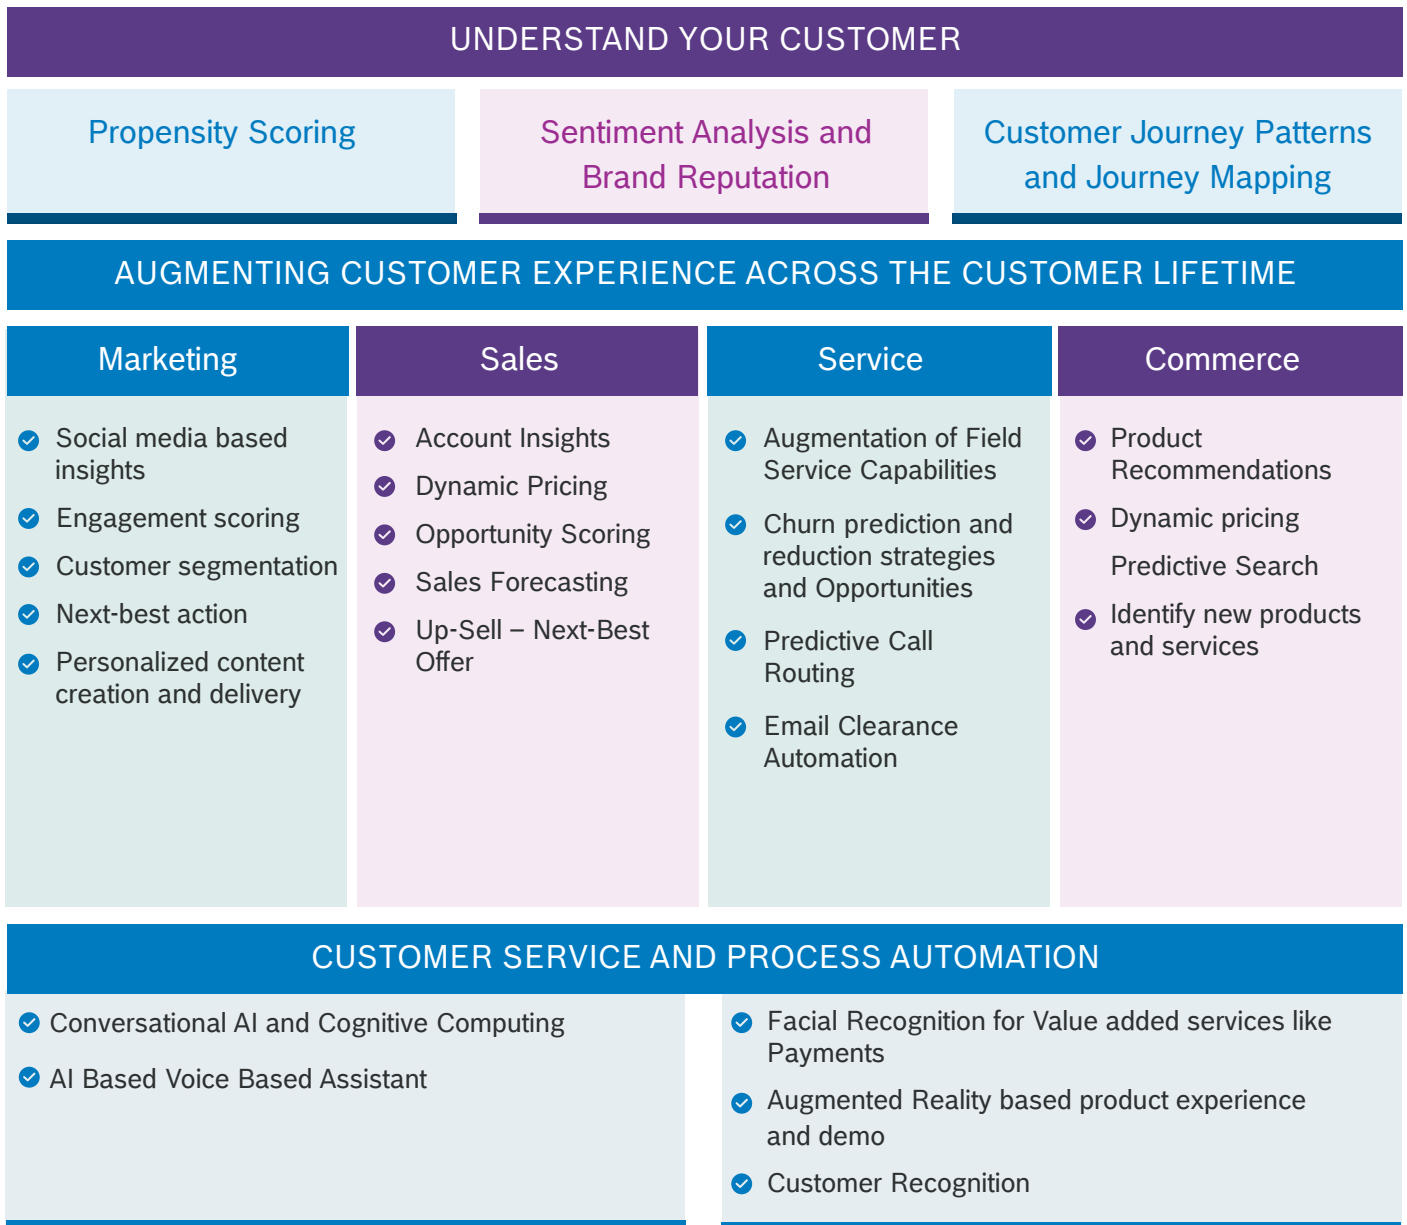 UNDERSTAND YOUR CUSTOMER
Propensity Scoring
Sentiment Analysis and
Brand Reputation
Customer Journey Patterns
and Journey Mapping
AUGMENTING CUSTOMER EXPERIENCE ACROSS THE CUSTOMER LIFETIME
Marketing
Social media based
insights
Engagement scoring
Customer segmentation
Next-best action
Personalized content
creation and delivery
Sales
Account Insights
Dynamic Pricing
Opportunity Scoring
Sales Forecasting
Up-Sell – Next-Best
Offer
Service
Augmentation of Field
Service Capabilities
Churn prediction and
reduction strategies
and Opportunities
Predictive Call
Routing
Email Clearance
Automation
Commerce
Product
Recommendations
Dynamic pricing
Predictive Search
Identify new products
and services
CUSTOMER SERVICE AND PROCESS AUTOMATION
Conversational AI and Cognitive Computing
AI Based Voice Based Assistant
Facial Recognition for Value added services like
Payments
Augmented Reality based product experience
and demo
Customer Recognition